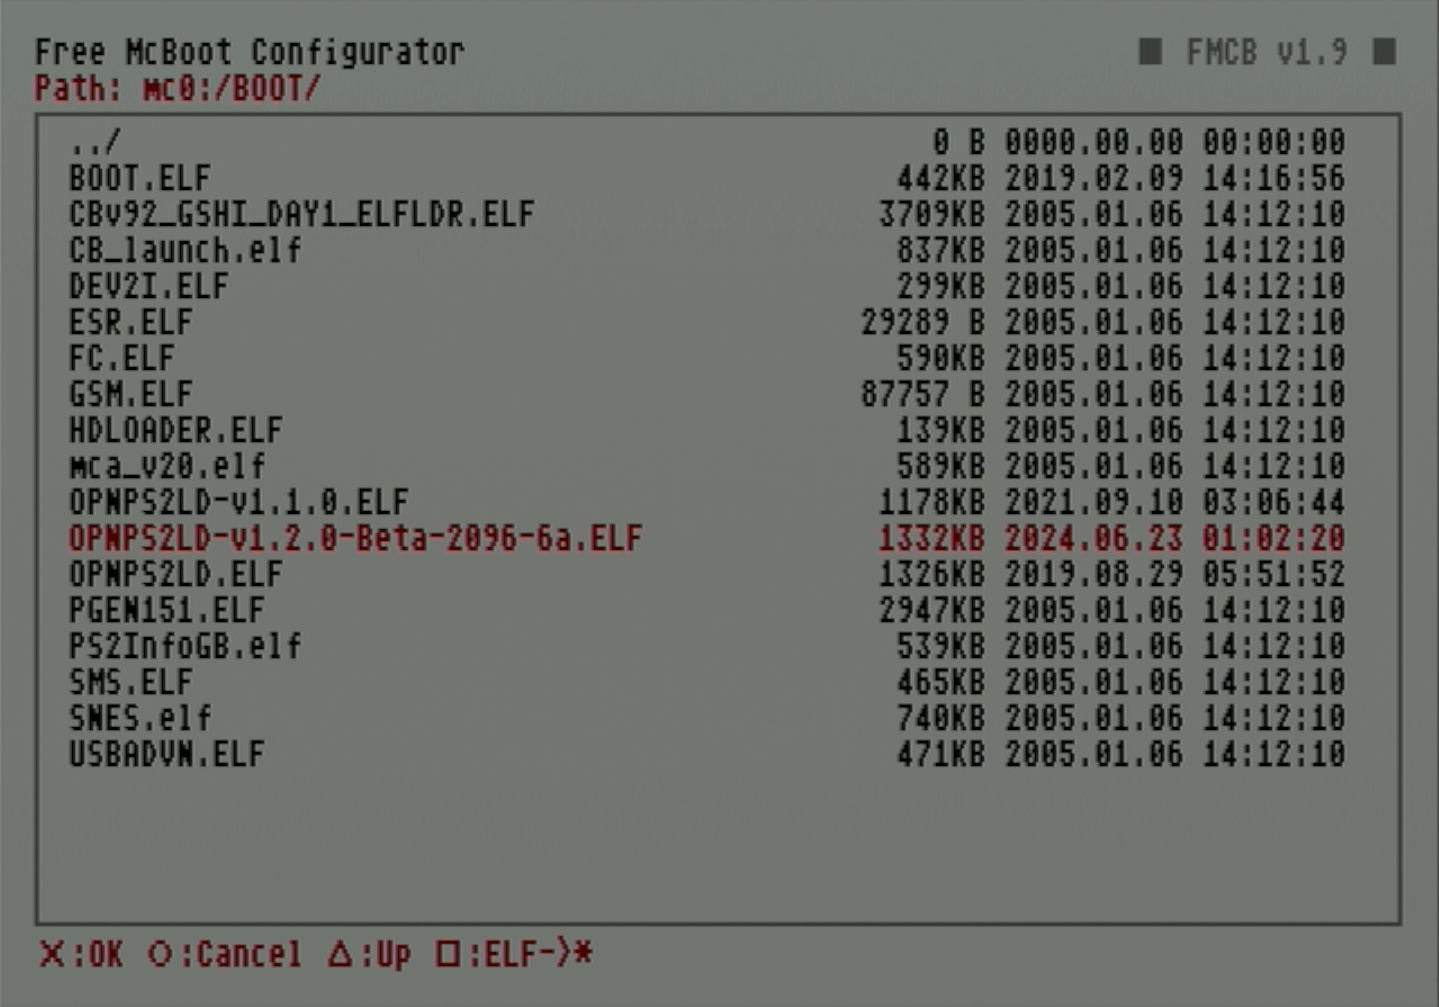 Free McBoot Configurator ■ FMCB v1.9 ■
Path: mc0:/BOOT/
../ 0 B 0000.00.00 00:00:00
BOOT.ELF 442KB 2019.02.09 14:16:56
CBv92_GSHI_DAY1_ELFLDR.ELF 3709KB 2005.01.06 14:12:10
CB_launch.elf 837KB 2005.01.06 14:12:10
DEV2I.ELF 299KB 2005.01.06 14:12:10
ESR.ELF 29289 B 2005.01.06 14:12:10
FC.ELF 590KB 2005.01.06 14:12:10
GSM.ELF 87757 B 2005.01.06 14:12:10
HDLOADER.ELF 139KB 2005.01.06 14:12:10
mca_v20.elf 589KB 2005.01.06 14:12:10
OPNPS2LD-v1.1.0.ELF 1178KB 2021.09.10 03:06:44
OPNPS2LD-v1.2.0-Beta-2096-6a.ELF 1332KB 2024.06.23 01:02:20
OPNPS2LD.ELF 1326KB 2019.08.29 05:51:52
PGEN151.ELF 2947KB 2005.01.06 14:12:10
PS2InfoGB.elf 539KB 2005.01.06 14:12:10
SMS.ELF 465KB 2005.01.06 14:12:10
SNES.elf 740KB 2005.01.06 14:12:10
USBADVN.ELF 471KB 2005.01.06 14:12:10
X:OK O:Cancel △:Up □:ELF->*